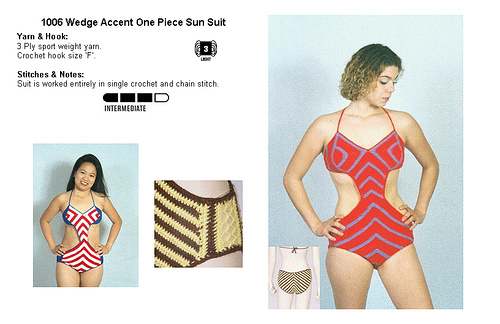 1006 Wedge Accent One Piece Sun Suit
Yarn & Hook:
3 Ply sport weight yarn.
Crochet hook size 'F'.
3
LIGHT
Stitches & Notes:
Suit is worked entirely in single crochet and chain stitch.
INTERMEDIATE